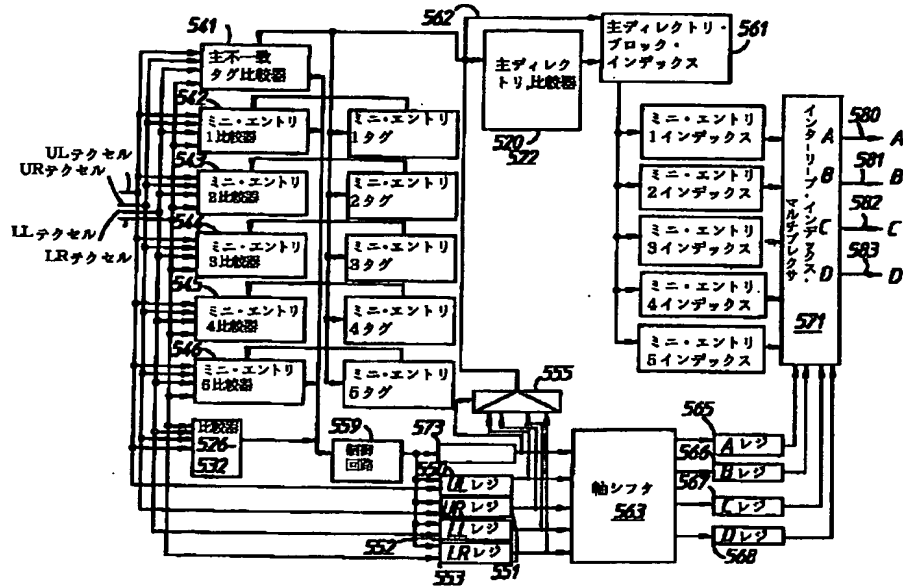 541
主不一致
タグ比較器
542
ミニ・エントリ
1比較器
543
ミニ・エントリ
2比較器
544
ミニ・エントリ
3比較器
545
ミニ・エントリ
4比較器
546
ミニ・エントリ
5比較器
比較器
526-
532
ULテクセル
URテクセル
LLテクセル
LRテクセル
ミニ・エントリ
1タグ
ミニ・エントリ
2タグ
ミニ・エントリ
3タグ
ミニ・エントリ
4タグ
ミニ・エントリ
5タグ
562
主ディレク
トリ,比較器
520
522
主ディレクトリ・
ブロック・
インデックス
561
ミニ・エントリ
1インデックス
ミニ・エントリ
2インデックス
ミニ・エントリ
3インデックス
ミニ・エントリ
4インデックス
ミニ・エントリ
5インデックス
インターリーブ・インデックス・
マルチプレクサ
571
A
B
C
D
580
A
581
B
582
C
583
D
555
559
制御
回路
573
550
ULレジ
URレジ
LLレジ
LRレジ
552
553
551
軸シフタ
563
565
Aレジ
566
Bレジ
567
Cレジ
Dレジ
568